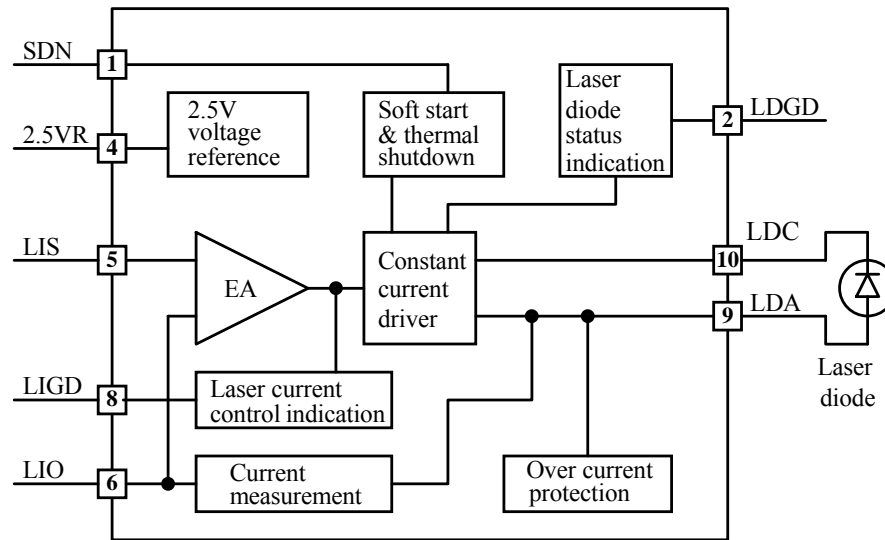 SDN
1
2.5VR
4
2.5V
voltage
reference
Soft start
& thermal
shutdown
Laser
diode
status
indication
2
LDGD
LIS
5
EA
Constant
current
driver
LDC
10
9
LDA
Laser
diode
LIGD
8
Laser current
control indication
LIO
6
Current
measurement
Over current
protection